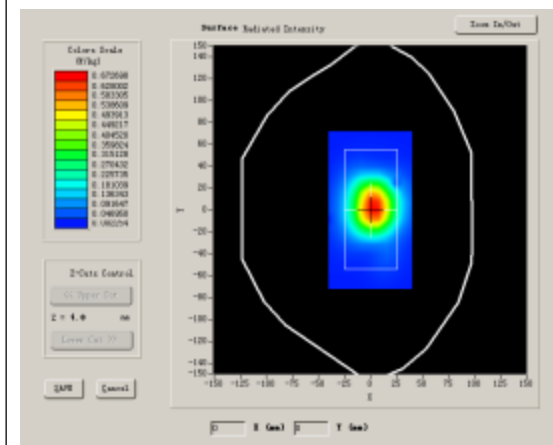 Surface Radiated Intensity
Zoom In/Out
Colors Scale
(W/kg)
0.672698
0.628002
0.583305
0.538609
0.493913
0.449217
0.404520
0.359824
0.315128
0.270432
0.225735
0.181039
0.136343
0.091647
0.046950
0.002254
150
140
120
100
80
60
40
20
0
-20
-40
-60
-80
-100
-120
-140
-150
Y
-150 -125 -100 -75 -50 -25 0 25 50 75 100 125 150
X
Z-Cuts Control
Upper Cut
Z = 4.0 mm
Lower Cut >>
SAVE Cancel
0 X (mm) 0 Y (mm)